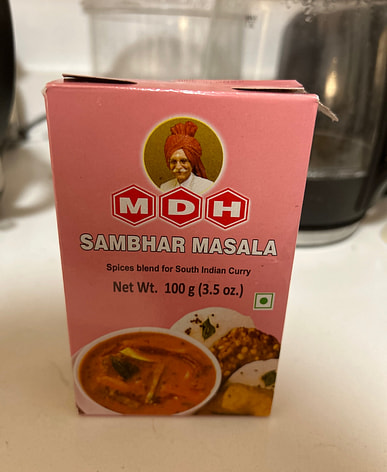 MDH
SAMBHAR MASALA
Spices blend for South Indian Curry
Net Wt. 100 g (3.5 oz.)